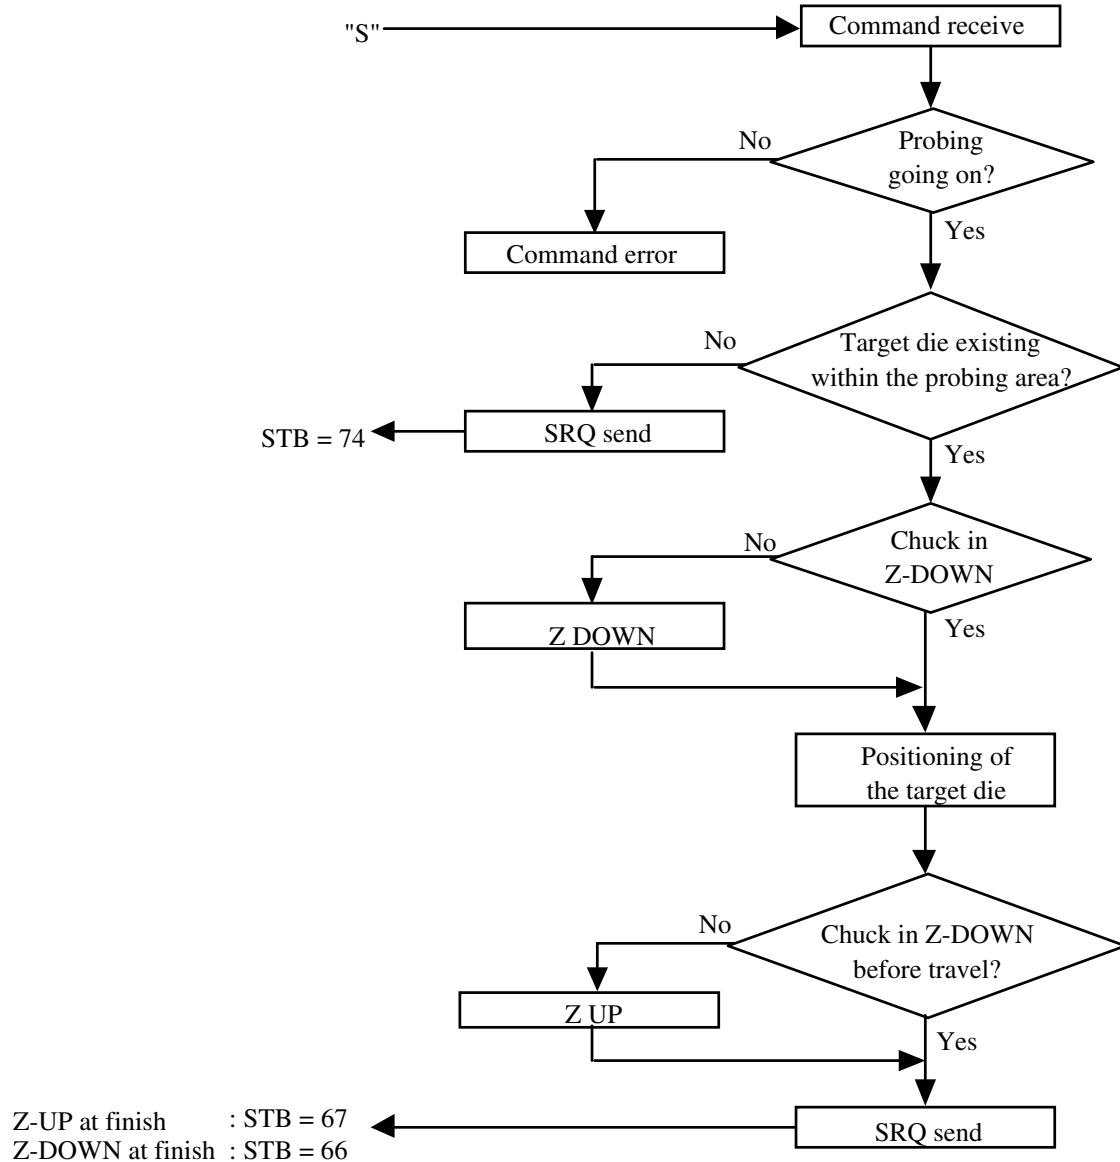 "S"
Command receive
No
Probing
going on?
Yes
Command error
No
Target die existing
within the probing area?
STB = 74
SRQ send
Yes
No
Chuck in
Z-DOWN
Z DOWN
Yes
Positioning of
the target die
No
Chuck in Z-DOWN
before travel?
Z UP
Yes
Z-UP at finish : STB = 67
Z-DOWN at finish : STB = 66
SRQ send